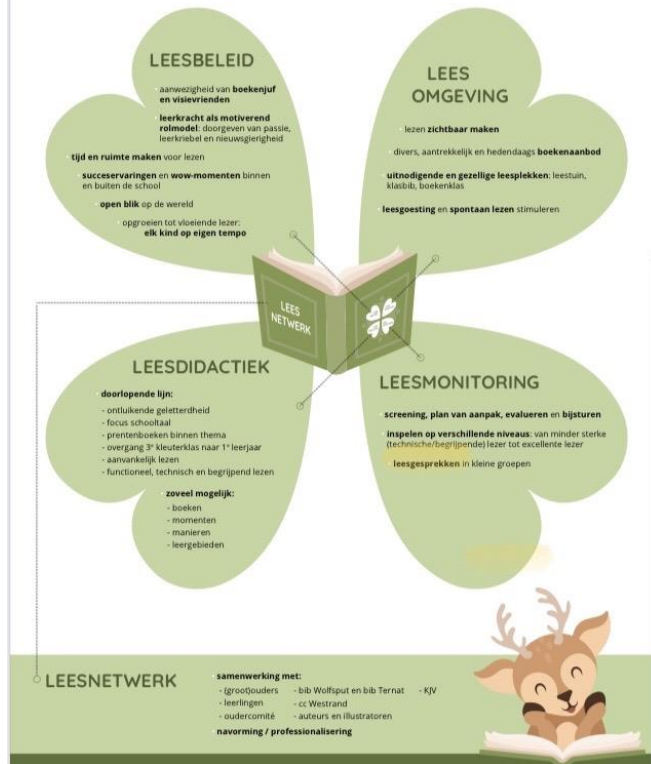 LEESBELEID
· aanwezigheid van boekenjuf
en visievrienden
· leerkracht als motiverend
rolmodel: doorgeven van passie,
leerkriebel en nieuwsgierigheid
· tijd en ruimte maken voor lezen
· succeservaringen en wow-momenten binnen
en buiten de school
· open blik op de wereld
· opgroeien tot vloeiende lezer:
elk kind op eigen tempo
LEES
OMGEVING
· lezen zichtbaar maken
· divers, aantrekkelijk en hedendaags boekenaanbod
· uitnodigende en gezellige leesplekken: leestuin,
klasbib, boekenklas
· leesgoesting en spontaan lezen stimuleren
LEES
NETWERK
LEESDIDACTIEK
· doorlopende lijn:
- ontluikende geletterdheid
- focus schooltaal
- prentenboeken binnen thema
- overgang 3e kleuterklas naar 1e leerjaar
- aanvankelijk lezen
- functioneel, technisch en begrijpend lezen
· zoveel mogelijk:
- boeken
- momenten
- manieren
- leergebieden
LEESMONITORING
· screening, plan van aanpak, evalueren en bijsturen
· inspelen op verschillende niveaus: van minder sterke
(technische/begrijpende) lezer tot excellente lezer
· leesgesprekken in kleine groepen
LEESNETWERK
· samenwerking met:
- (groot)ouders - bib Wolfsput en bib Ternat - KJV
- leerlingen - cc Westrand
- oudercomité - auteurs en illustratoren
· navorming / professionalisering